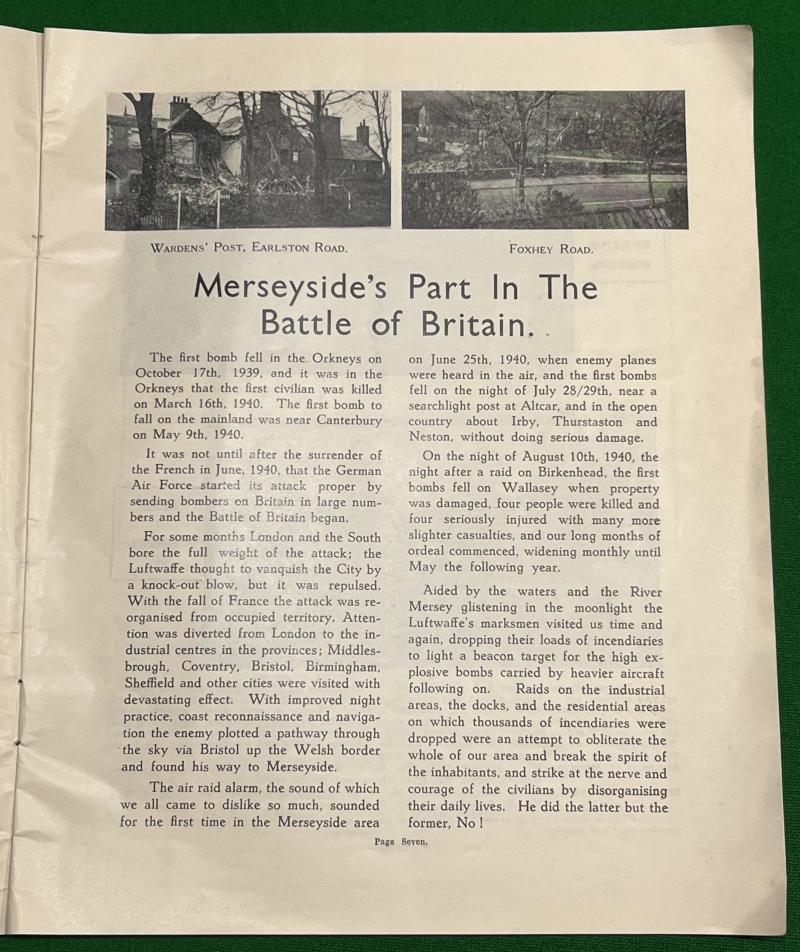 Wardens' Post, Earlston Road.
Foxhey Road.
Merseyside's Part In The
Battle of Britain.
The first bomb fell in the Orkneys on
October 17th, 1939, and it was in the
Orkneys that the first civilian was killed
on March 16th, 1940. The first bomb to
fall on the mainland was near Canterbury
on May 9th, 1940.
It was not until after the surrender of
the French in June, 1940, that the German
Air Force started its attack proper by
sending bombers on Britain in large num-
bers and the Battle of Britain began.
For some months London and the South
bore the full weight of the attack; the
Luftwaffe thought to vanquish the City by
a knock-out blow, but it was repulsed.
With the fall of France the attack was re-
organised from occupied territory. Atten-
tion was diverted from London to the in-
dustrial centres in the provinces; Middles-
brough, Coventry, Bristol, Birmingham,
Sheffield and other cities were visited with
devastating effect. With improved night
practice, coast reconnaissance and naviga-
tion the enemy plotted a pathway through
the sky via Bristol up the Welsh border
and found his way to Merseyside.
The air raid alarm, the sound of which
we all came to dislike so much, sounded
for the first time in the Merseyside area
on June 25th, 1940, when enemy planes
were heard in the air, and the first bombs
fell on the night of July 28/29th, near a
searchlight post at Altcar, and in the open
country about Irby, Thurstaston and
Neston, without doing serious damage.
On the night of August 10th, 1940, the
night after a raid on Birkenhead, the first
bombs fell on Wallasey when property
was damaged, four people were killed and
four seriously injured with many more
slighter casualties, and our long months of
ordeal commenced, widening monthly until
May the following year.
Aided by the waters and the River
Mersey glistening in the moonlight the
Luftwaffe's marksmen visited us time and
again, dropping their loads of incendiaries
to light a beacon target for the high ex-
plosive bombs carried by heavier aircraft
following on. Raids on the industrial
areas, the docks, and the residential areas
on which thousands of incendiaries were
dropped were an attempt to obliterate the
whole of our area and break the spirit of
the inhabitants, and strike at the nerve and
courage of the civilians by disorganising
their daily lives. He did the latter but the
former, No !
Page Seven.